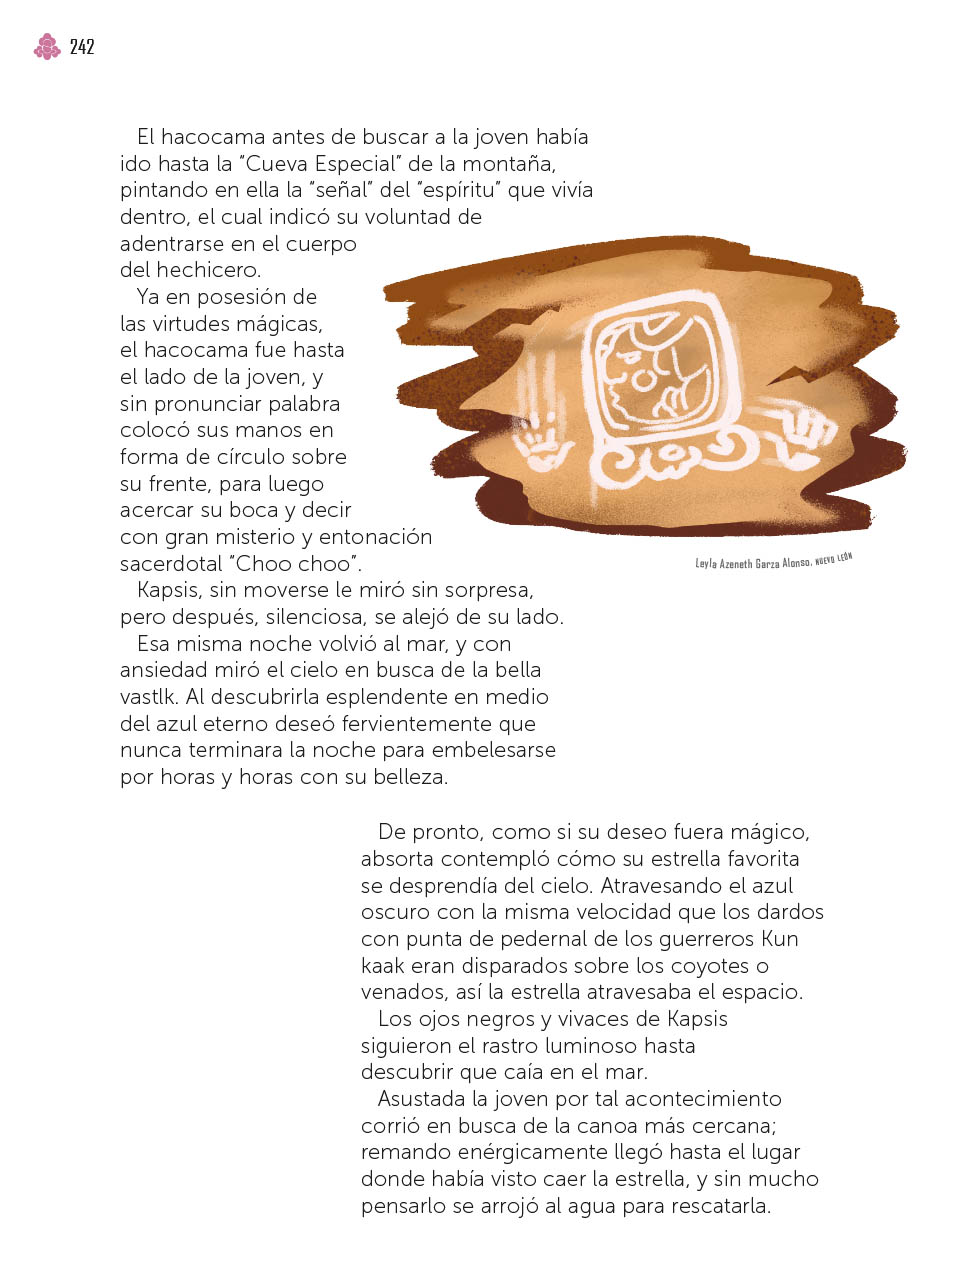 242
El hacocama antes de buscar a la joven había
ido hasta la “Cueva Especial” de la montaña,
pintando en ella la “señal” del “espíritu” que vivía
dentro, el cual indicó su voluntad de
adentrarse en el cuerpo
del hechicero.
Ya en posesión de
las virtudes mágicas,
el hacocama fue hasta
el lado de la joven, y
sin pronunciar palabra
colocó sus manos en
forma de círculo sobre
su frente, para luego
acercar su boca y decir
con gran misterio y entonación
sacerdotal “Choo choo”.
Kapsis, sin moverse le miró sin sorpresa,
pero después, silenciosa, se alejó de su lado.
Esa misma noche volvió al mar, y con
ansiedad miró el cielo en busca de la bella
vastlk. Al descubrirla esplendente en medio
del azul eterno deseó fervientemente que
nunca terminara la noche para embelesarse
por horas y horas con su belleza.
Leyla Azeneth Garza Alonso, NUEVO LEÓN
De pronto, como si su deseo fuera mágico,
absorta contempló cómo su estrella favorita
se desprendía del cielo. Atravesando el azul
oscuro con la misma velocidad que los dardos
con punta de pedernal de los guerreros Kun
kaak eran disparados sobre los coyotes o
venados, así la estrella atravesaba el espacio.
Los ojos negros y vivaces de Kapsis
siguieron el rastro luminoso hasta
descubrir que caía en el mar.
Asustada la joven por tal acontecimiento
corrió en busca de la canoa más cercana;
remando enérgicamente llegó hasta el lugar
donde había visto caer la estrella, y sin mucho
pensarlo se arrojó al agua para rescatarla.